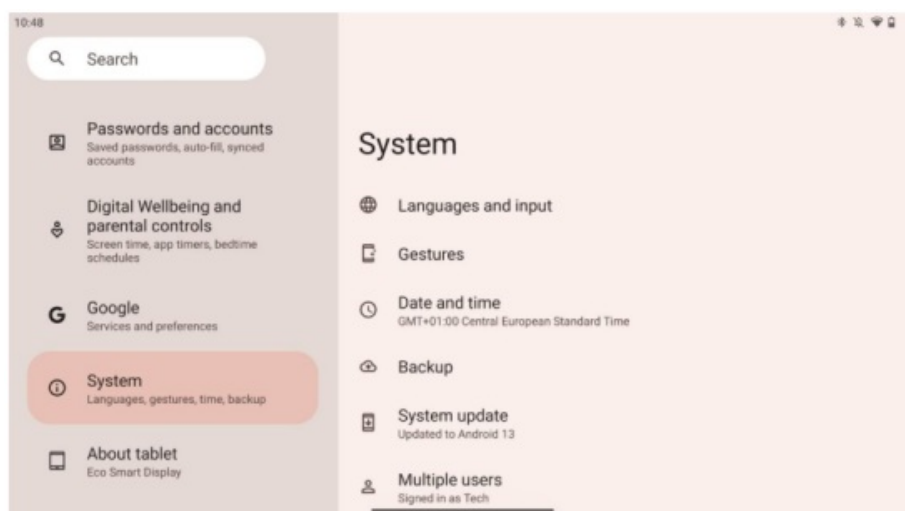 10:48
Search
Passwords and accounts
Saved passwords, auto-fill, synced
accounts
Digital Wellbeing and
parental controls
Screen time, app timers, bedtime
schedules
Google
Services and preferences
System
Languages, gestures, time, backup
About tablet
Eco Smart Display
System
Languages and input
Gestures
Date and time
GMT+01:00 Central European Standard Time
Backup
System update
Updated to Android 13
Multiple users
Signed in as Tech